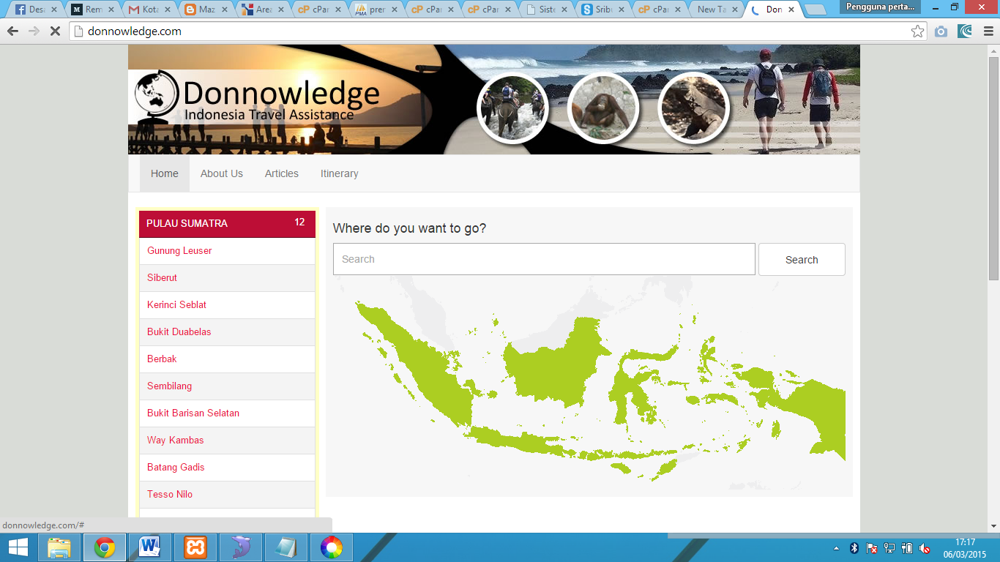 Desa
Rem
Kota
Maz
Area
cPar
prer
cPar
cPar
Siste
Sribu
cPar
New Ta
Don
Pengguna perta...
donnowledge.com
Donnowledge
Indonesia Travel Assistance
Home About Us Articles Itinerary
PULAU SUMATRA 12
Gunung Leuser
Siberut
Kerinci Seblat
Bukit Duabelas
Berbak
Sembilang
Bukit Barisan Selatan
Way Kambas
Batang Gadis
Tesso Nilo
Where do you want to go?
Search
Search
donnowledge.com/#
17:17
06/03/2015